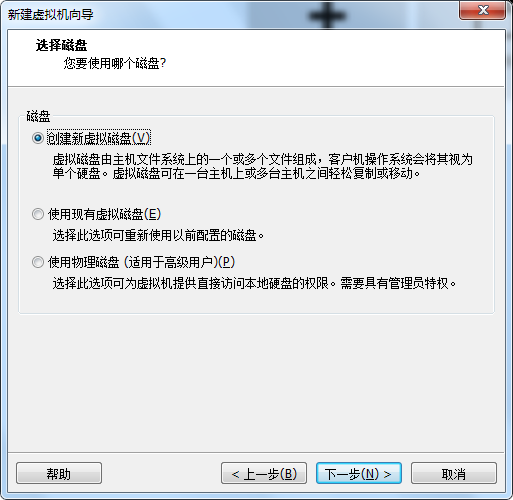 新建虚拟机向导
选择磁盘
您要使用哪个磁盘?
磁盘
创建新虚拟磁盘(V)
虚拟磁盘由主机文件系统上的一个或多个文件组成，客户机操作系统会将其视为
单个硬盘。虚拟磁盘可在一台主机上或多台主机之间轻松复制或移动。
使用现有虚拟磁盘(E)
选择此选项可重新使用以前配置的磁盘。
使用物理磁盘 (适用于高级用户)(P)
选择此选项可为虚拟机提供直接访问本地硬盘的权限。需要具有管理员特权。
帮助
< 上一步(B)
下一步(N) >
取消